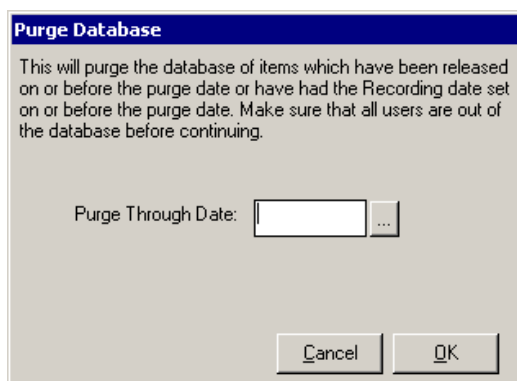 Purge Database
This will purge the database of items which have been released
on or before the purge date or have had the Recording date set
on or before the purge date. Make sure that all users are out of
the database before continuing.
Purge Through Date:
...
Cancel OK